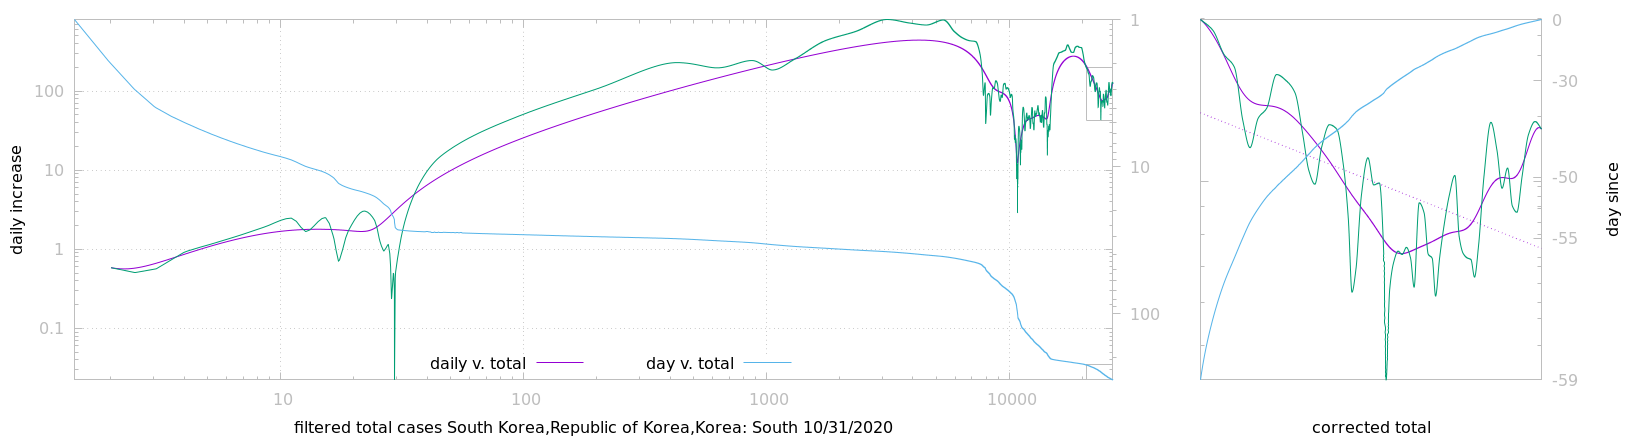 daily increase
100
10
1
0.1
10
100
1000
10000
1
10
100
daily v. total
day v. total
filtered total cases South Korea,Republic of Korea,Korea: South 10/31/2020
0
-30
-50
-55
-59
day since
corrected total